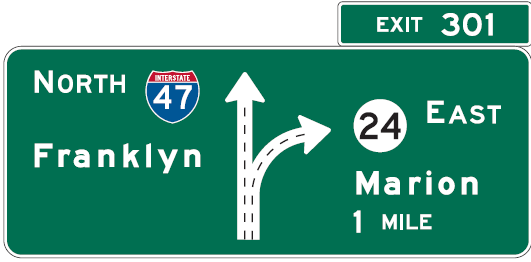 EXIT 301
NORTH
INTERSTATE
47
Franklyn
24
EAST
Marion
1 MILE